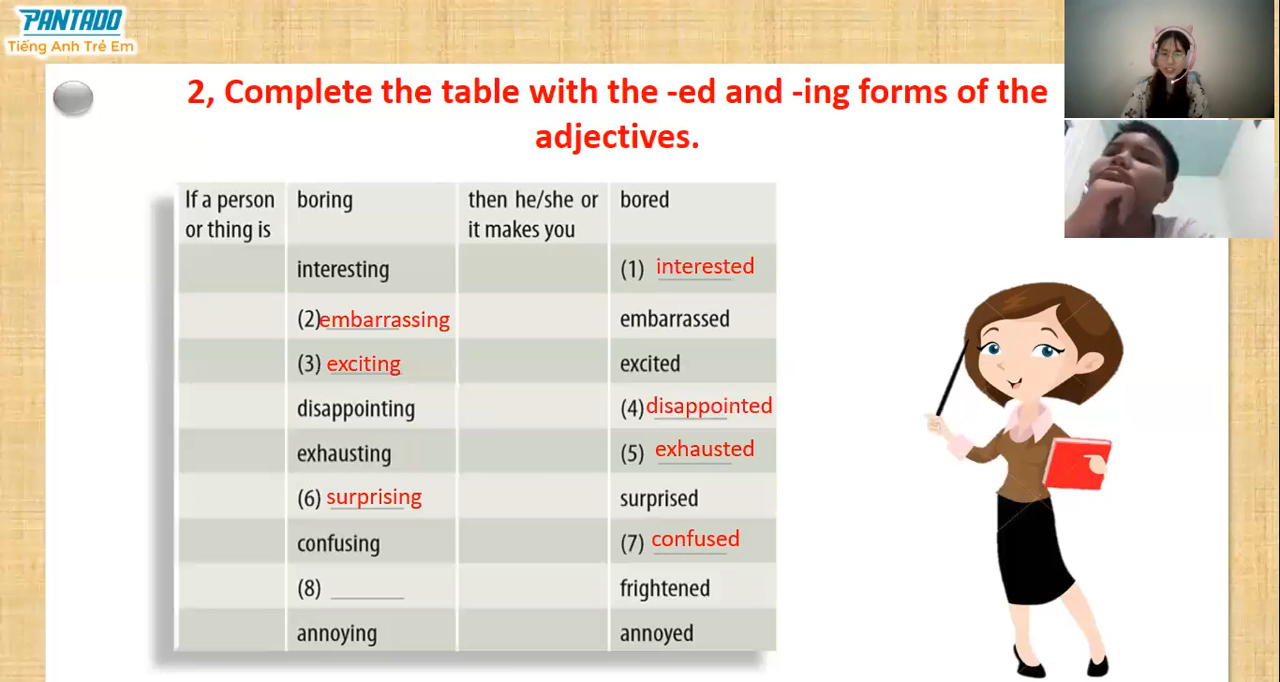 PANTADO
Tiếng Anh Trẻ Em
2, Complete the table with the -ed and -ing forms of the
adjectives.
If a person
or thing is
boring
then he/she or
it makes you
bored
interesting
(1) interested
(2) embarrassing
embarrassed
(3) exciting
excited
disappointing
(4) disappointed
exhausting
(5) exhausted
(6) surprising
surprised
confusing
(7) confused
(8) ________
frightened
annoying
annoyed